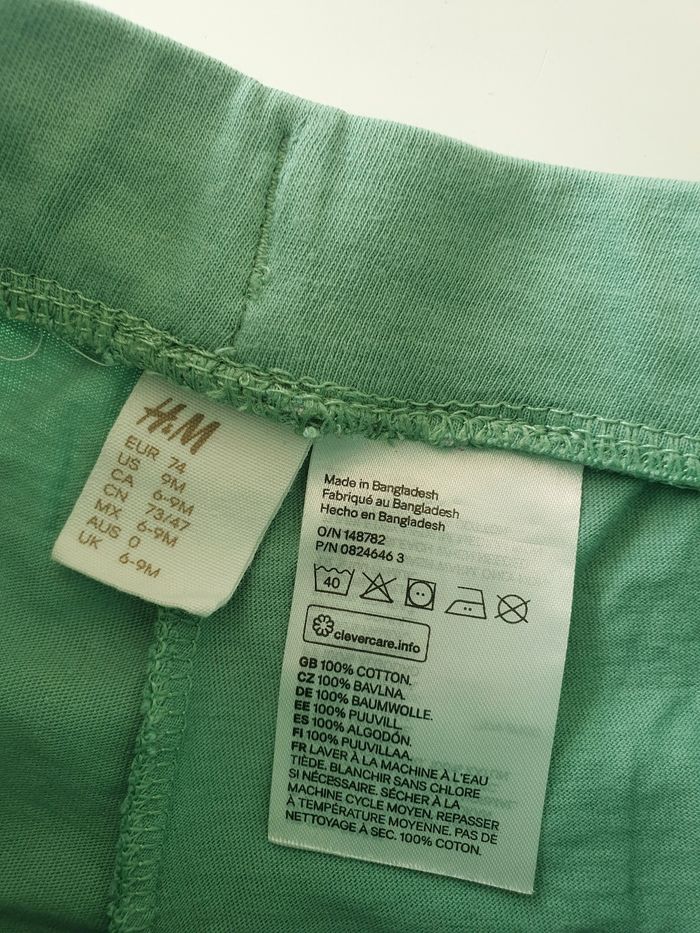 H&M
EUR 74
US 9M
CA 6-9M
CN 73/47
MX 6-9M
AUS 0
UK 6-9M
Made in Bangladesh
Fabriqué au Bangladesh
Hecho en Bangladesh
O/N 148782
P/N 0824646 3
40
clevercare.info
GB 100% COTTON.
CZ 100% BAVLNA.
DE 100% BAUMWOLLE.
EE 100% PUUVILL.
ES 100% ALGODÓN.
FI 100% PUUVILLAA.
FR LAVER À LA MACHINE À L'EAU
TIÈDE. BLANCHIR SANS CHLORE
SI NÉCESSAIRE. SÉCHER À LA
MACHINE CYCLE MOYEN. REPASSER
À TEMPÉRATURE MOYENNE. PAS DE
NETTOYAGE À SEC. 100% COTON.